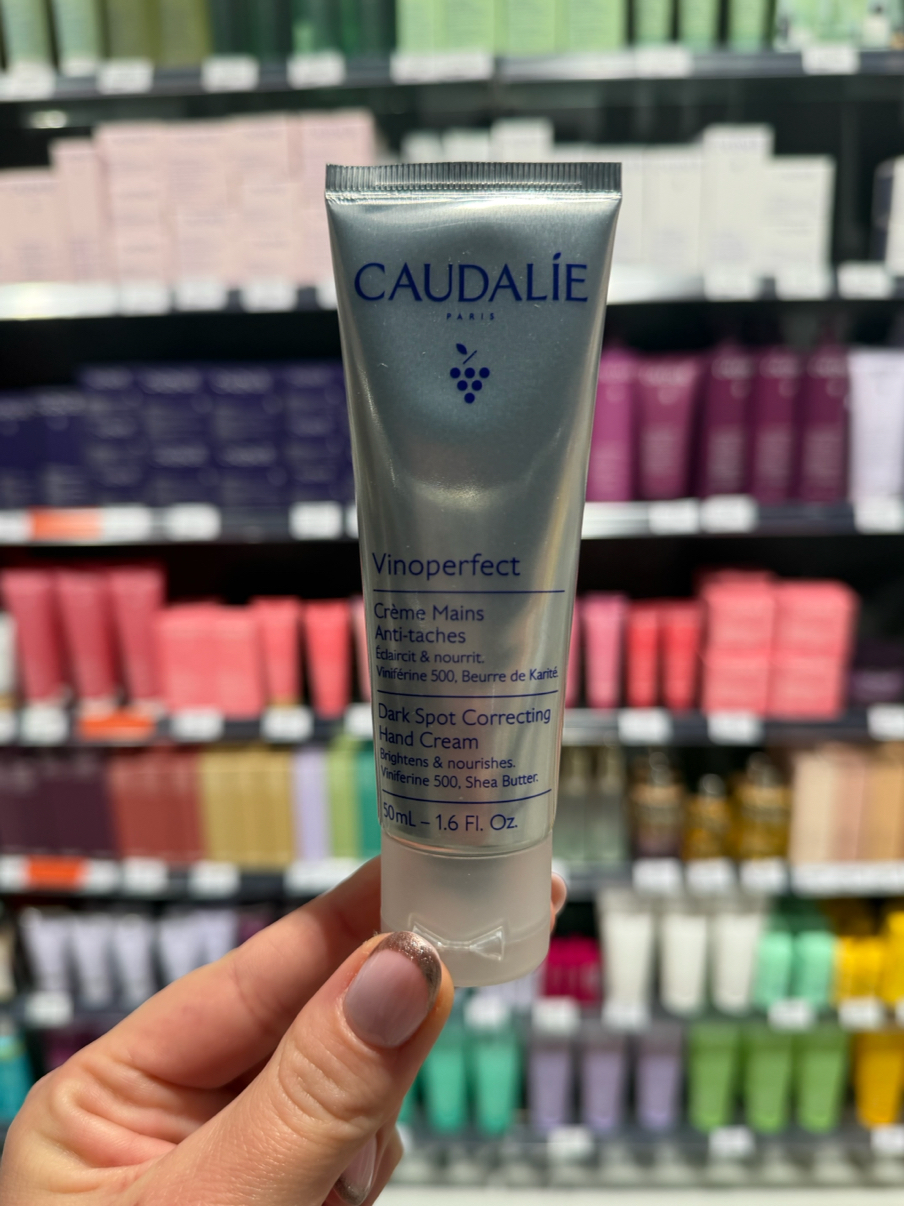 CAUDALÍE
PARIS
Vinoperfect
Crème Mains
Anti-taches
Éclaircit & nourrit.
Viniférine 500, Beurre de Karité.
Dark Spot Correcting
Hand Cream
Brightens & nourishes.
Viniferine 500, Shea Butter.
50mL – 1.6 Fl. Oz.